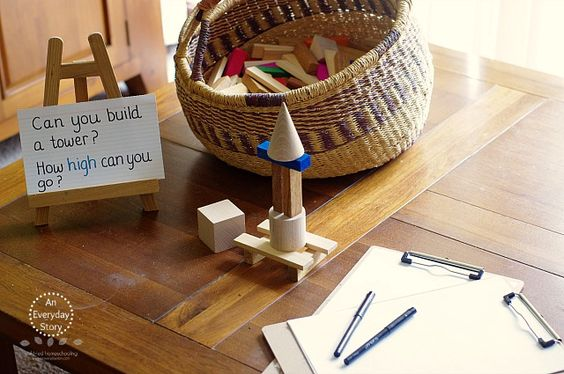 Can you build
a tower?
How high can you
go?
An
Everyday
Story